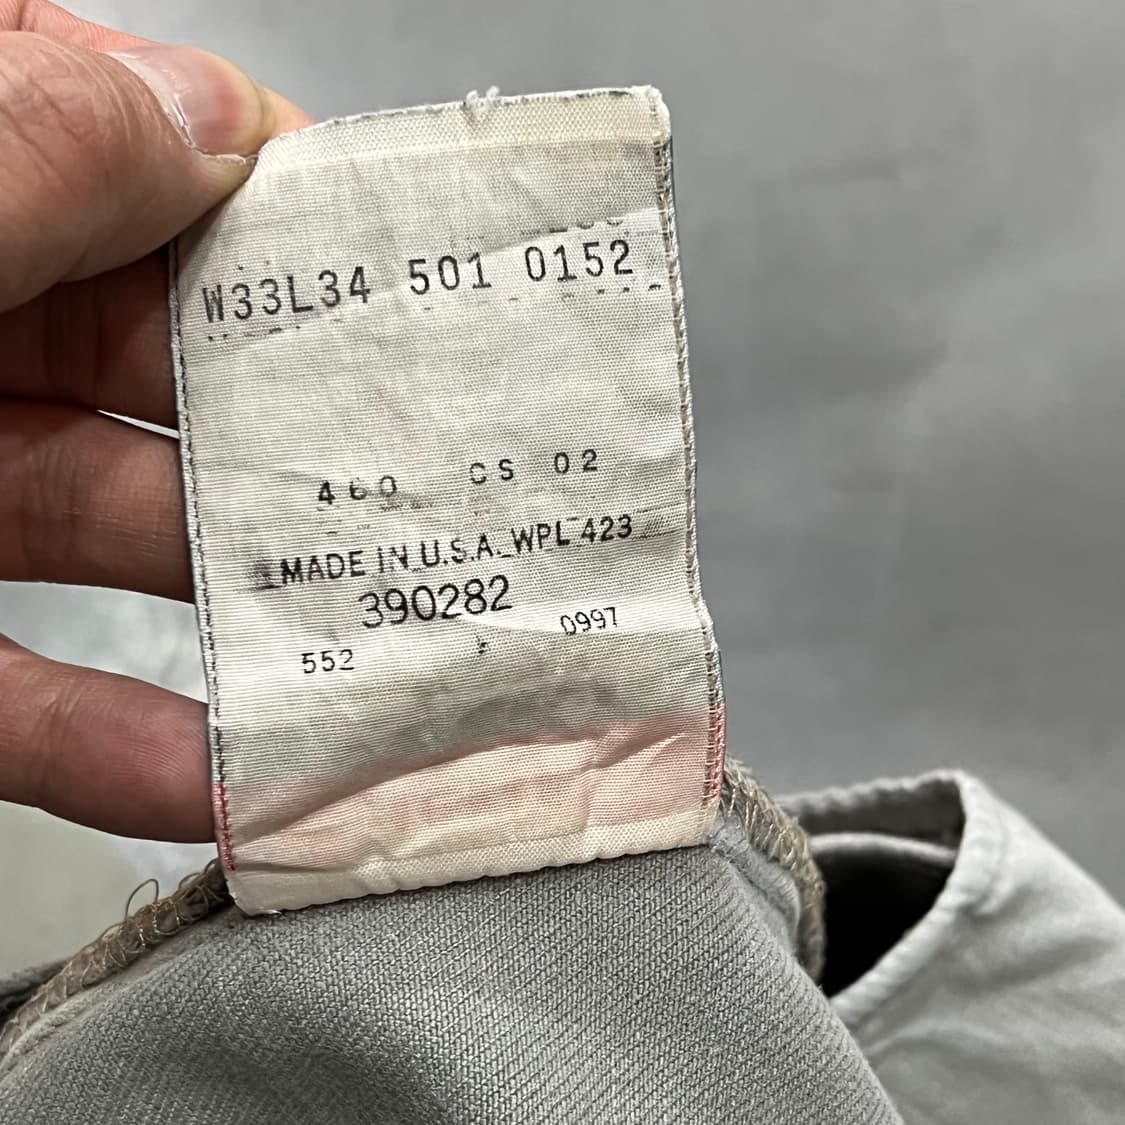 W33L34 501 0152
460 CS 02
MADE IN U.S.A. WPL 423
390282
552 0997